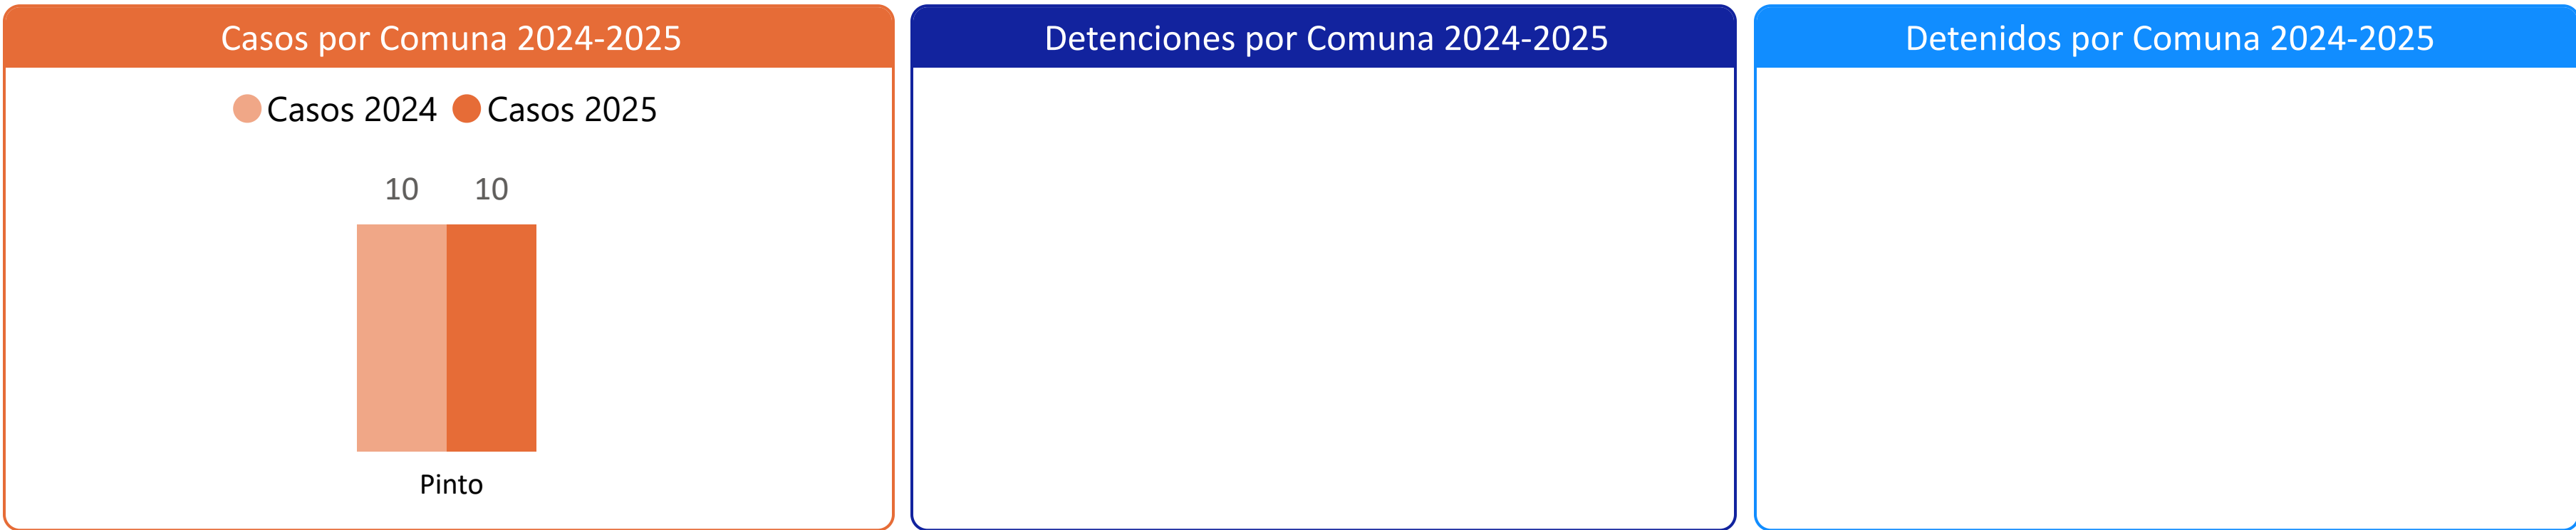 Casos por Comuna 2024-2025
Casos 2024 Casos 2025
10 10
Pinto
Detenciones por Comuna 2024-2025
Detenidos por Comuna 2024-2025